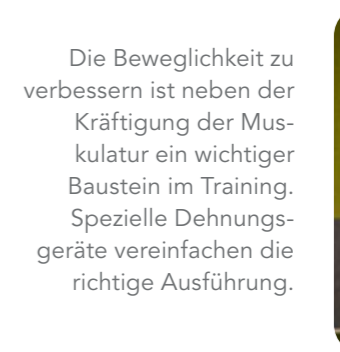 Die Beweglichkeit zu
verbessern ist neben der
Kräftigung der Mus-
kulatur ein wichtiger
Baustein im Training.
Spezielle Dehnungs-
geräte vereinfachen die
richtige Ausführung.